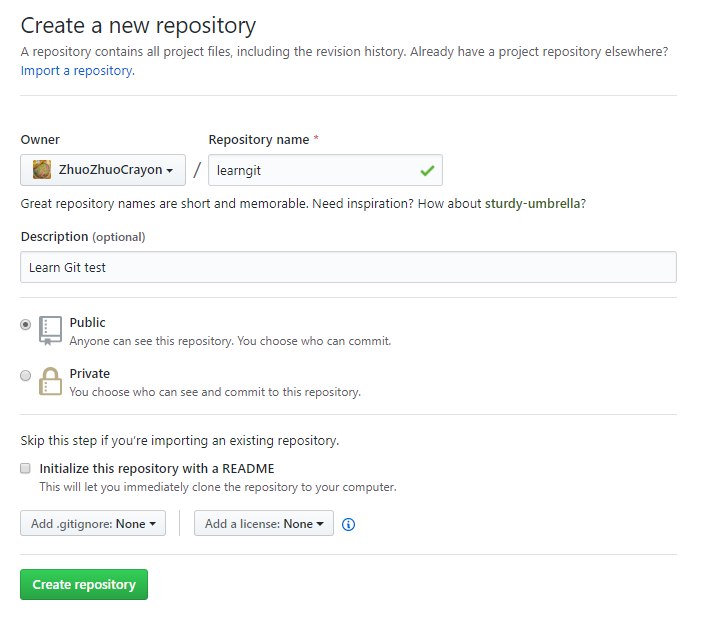 Create a new repository
A repository contains all project files, including the revision history. Already have a project repository elsewhere?
Import a repository.
Owner
Repository name *
ZhuoZhuoCrayon
/
learngit
Great repository names are short and memorable. Need inspiration? How about sturdy-umbrella?
Description (optional)
Learn Git test
Public
Anyone can see this repository. You choose who can commit.
Private
You choose who can see and commit to this repository.
Skip this step if you’re importing an existing repository.
Initialize this repository with a README
This will let you immediately clone the repository to your computer.
Add .gitignore: None
Add a license: None
Create repository